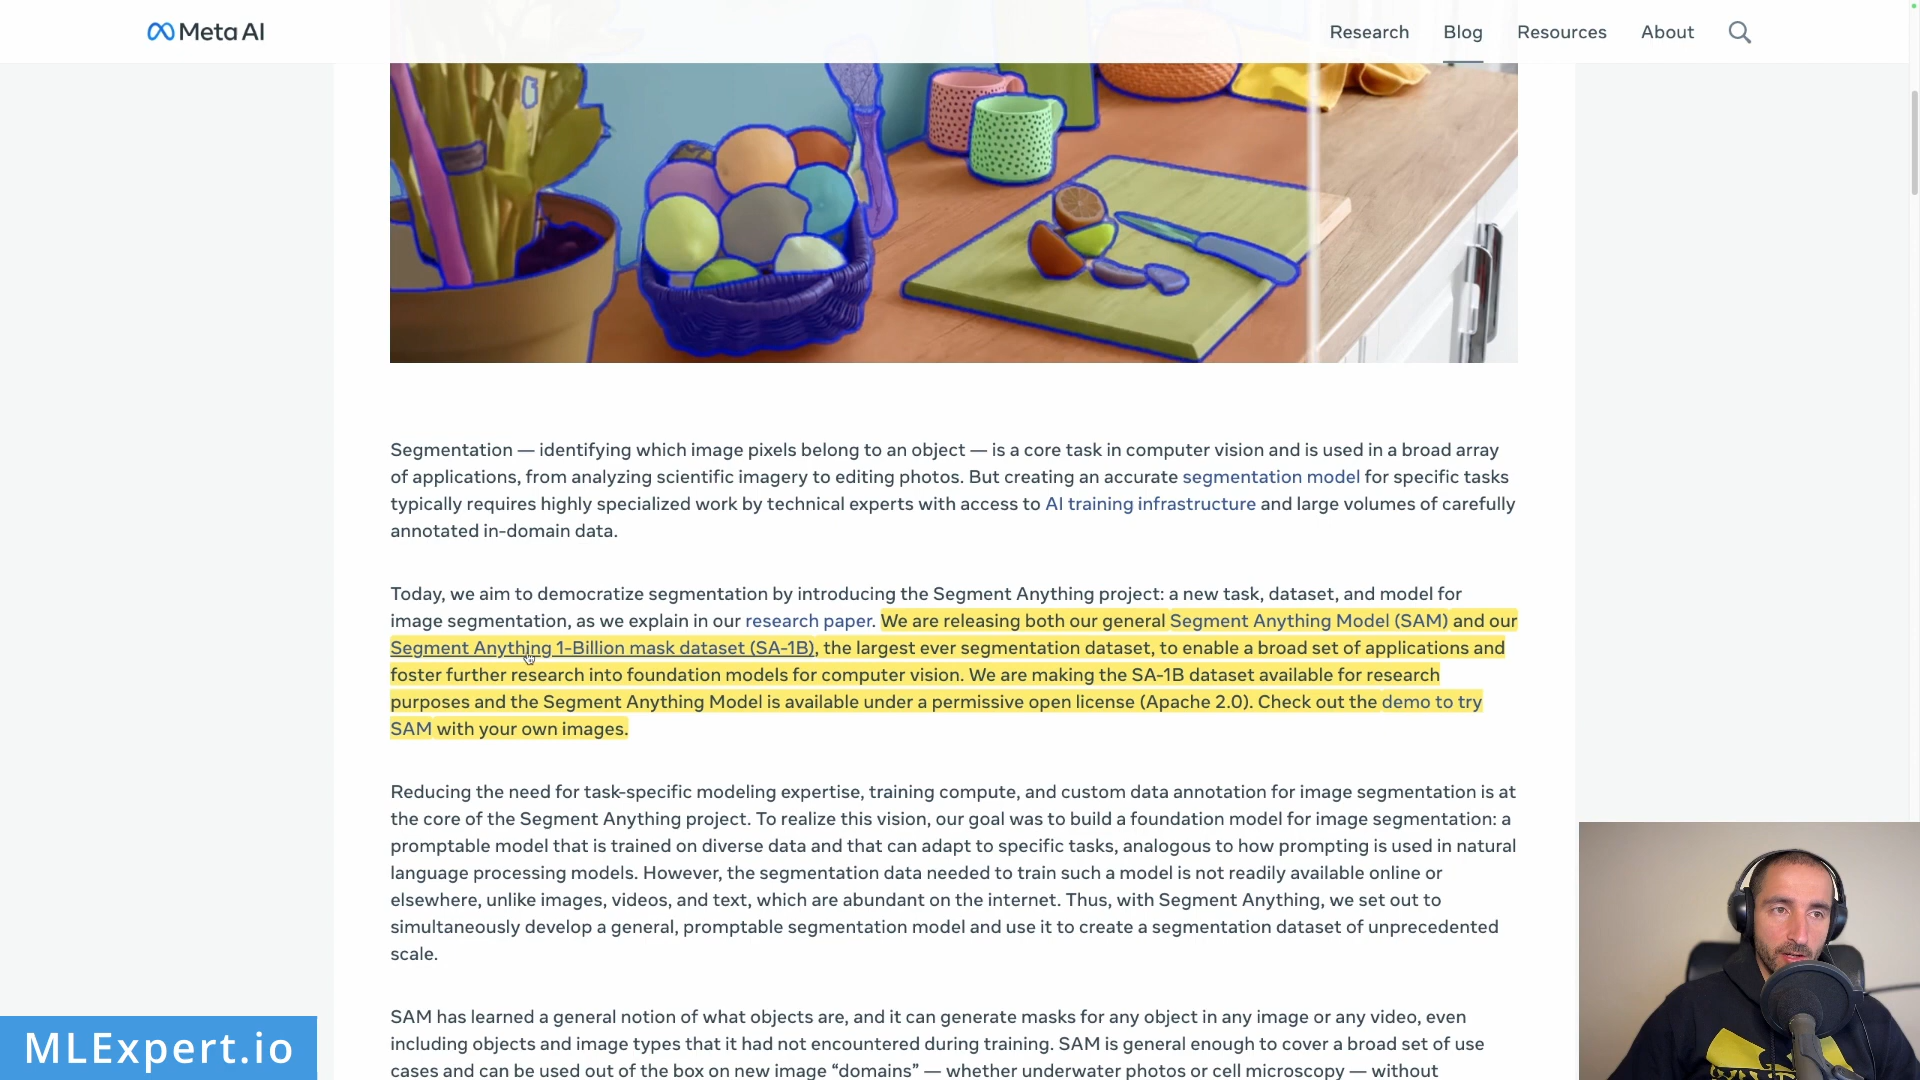 Meta AI
Research Blog Resources About
Segmentation — identifying which image pixels belong to an object — is a core task in computer vision and is used in a broad array
of applications, from analyzing scientific imagery to editing photos. But creating an accurate segmentation model for specific tasks
typically requires highly specialized work by technical experts with access to AI training infrastructure and large volumes of carefully
annotated in-domain data.
Today, we aim to democratize segmentation by introducing the Segment Anything project: a new task, dataset, and model for
image segmentation, as we explain in our research paper. We are releasing both our general Segment Anything Model (SAM) and our
Segment Anything 1-Billion mask dataset (SA-1B), the largest ever segmentation dataset, to enable a broad set of applications and
foster further research into foundation models for computer vision. We are making the SA-1B dataset available for research
purposes and the Segment Anything Model is available under a permissive open license (Apache 2.0). Check out the demo to try
SAM with your own images.
Reducing the need for task-specific modeling expertise, training compute, and custom data annotation for image segmentation is at
the core of the Segment Anything project. To realize this vision, our goal was to build a foundation model for image segmentation: a
promptable model that is trained on diverse data and that can adapt to specific tasks, analogous to how prompting is used in natural
language processing models. However, the segmentation data needed to train such a model is not readily available online or
elsewhere, unlike images, videos, and text, which are abundant on the internet. Thus, with Segment Anything, we set out to
simultaneously develop a general, promptable segmentation model and use it to create a segmentation dataset of unprecedented
scale.
SAM has learned a general notion of what objects are, and it can generate masks for any object in any image or any video, even
including objects and image types that it had not encountered during training. SAM is general enough to cover a broad set of use
cases and can be used out of the box on new image “domains” — whether underwater photos or cell microscopy — without
MLExpert.io